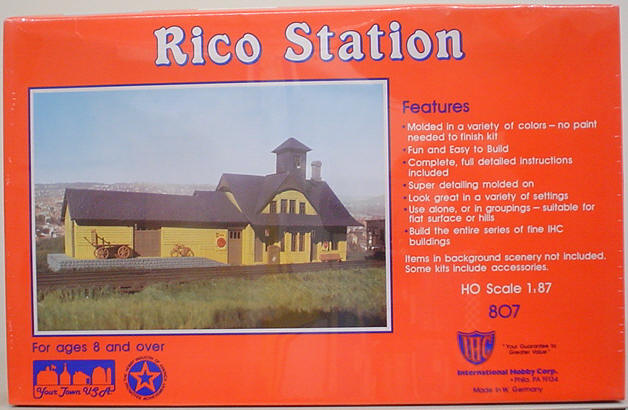 Rico Station
Features
• Molded in a variety of colors – no paint
needed to finish kit
• Fun and Easy to Build
• Complete, full detailed instructions
included
• Super detailing molded on
• Look great in a variety of settings
• Use alone, or in groupings – suitable for
flat surface or hills
• Build the entire series of fine IHC
buildings
Items in background scenery not included.
Some kits include accessories.
HO Scale 1:87
807
For ages 8 and over
Your Town U.S.A.
IHC
"Your Guarantee to
Greater Value"
International Hobby Corp.
• Phila. PA 19134
Made in W. Germany